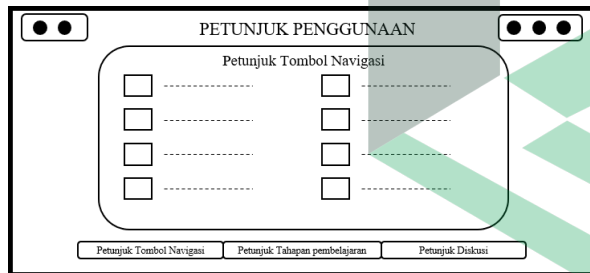 PETUNJUK PENGGUNAAN
Petunjuk Tombol Navigasi
Petunjuk Tombol Navigasi
Petunjuk Tahapan pembelajaran
Petunjuk Diskusi